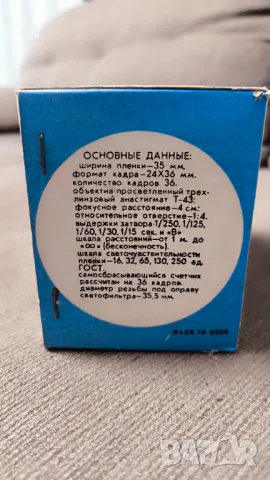 ОСНОВНЫЕ ДАННЫЕ:
ширина пленки-35 мм.
формат кадра-24X36 мм.
количество кадров 36.
объектив-просветленный трех-
линзовый анастигмат Т-43:
фокусное расстояние-4 см:
относительное отверстие-1:4.
выдержки затвора-1/250, 1/125,
1/60, 1/30, 1/15 сек. и «В»
шкала расстояний-от 1 м. до
«∞» (бесконечность).
шкала светочувствительности
пленки-16, 32, 65, 130, 250 ед.
ГОСТ.
самосбрасывающийся счетчик
рассчитан на 36 кадров.
диаметр резьбы под оправу
светофильтра-35,5 мм.
MADE IN USSR
BAZAR
bg